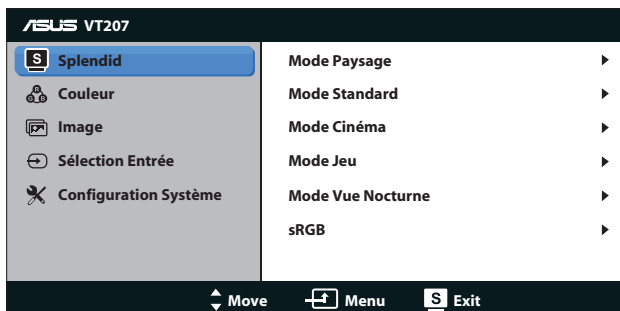 ASUS VT207
S Splendid
Couleur
Image
Sélection Entrée
Configuration Système
Mode Paysage
Mode Standard
Mode Cinéma
Mode Jeu
Mode Vue Nocturne
sRGB
Move Menu S Exit